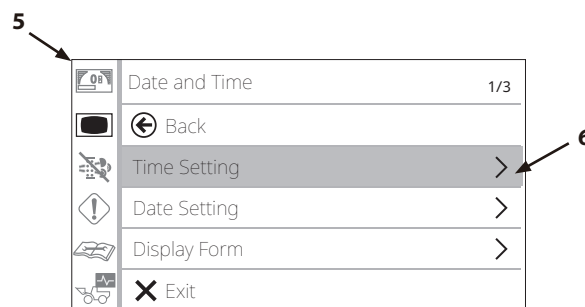 5
Date and Time 1/3
Back
Time Setting
6
Date Setting
Display Form
Exit